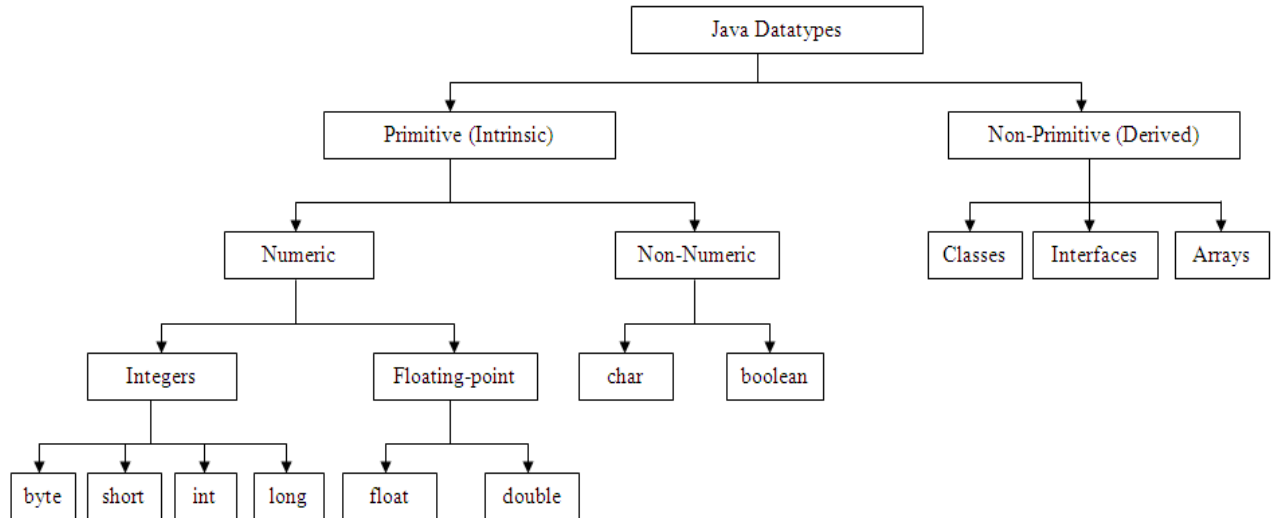 Java Datatypes
Primitive (Intrinsic)
Non-Primitive (Derived)
Numeric
Non-Numeric
Classes
Interfaces
Arrays
Integers
Floating-point
char
boolean
byte
short
int
long
float
double